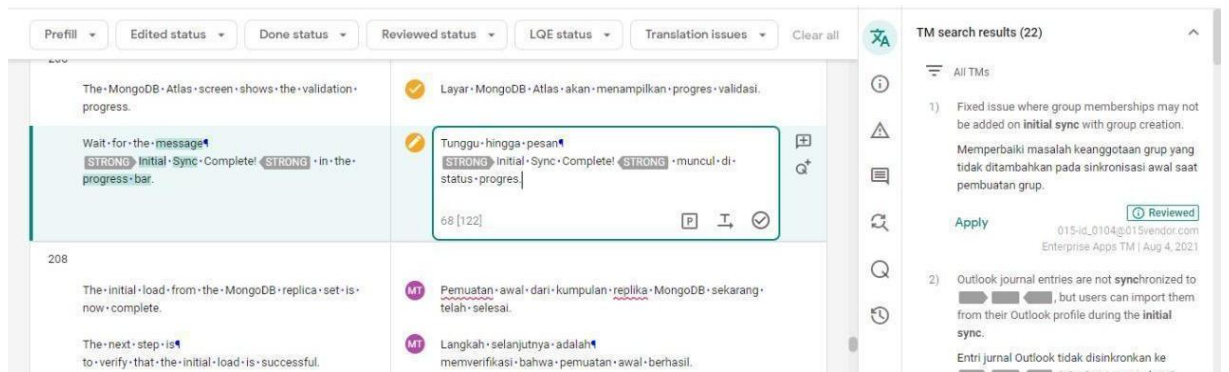 Prefill Edited status Done status Reviewed status LQE status Translation issues Clear all
The·MongoDB·Atlas·screen·shows·the·validation·
progress.
Layar·MongoDB·Atlas·akan·menampilkan·progres·validasi.
Wait·for·the·message¶
STRONG Initial·Sync·Complete! STRONG ·in·the·
progress·bar.
Tunggu·hingga·pesan¶
STRONG Initial·Sync·Complete! STRONG ·muncul·di·
status·progres.
68 [122]
P
208
The·initial·load·from·the·MongoDB·replica·set·is·
now·complete.
MT
Pemuatan·awal·dari·kumpulan·replika·MongoDB·sekarang·
telah·selesai.
The·next·step·is¶
to·verify·that·the·initial·load·is·successful.
MT
Langkah·selanjutnya·adalah¶
memverifikasi·bahwa·pemuatan·awal·berhasil.
TM search results (22)
All TMs
1) Fixed issue where group memberships may not
be added on initial sync with group creation.
Memperbaiki masalah keanggotaan grup yang
tidak ditambahkan pada sinkronisasi awal saat
pembuatan grup.
Apply
Reviewed
015-id_0104@015vendor.com
Enterprise Apps TM | Aug 4, 2021
2) Outlook journal entries are not synchronized to
, but users can import them
from their Outlook profile during the initial
sync.
Entri jurnal Outlook tidak disinkronkan ke